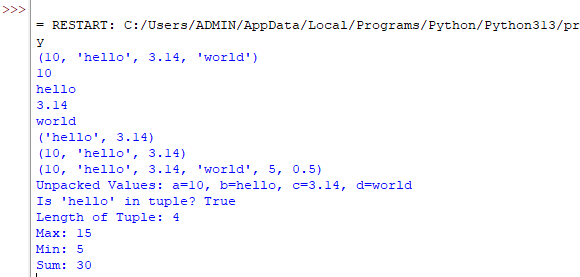 >>>
= RESTART: C:/Users/ADMIN/AppData/Local/Programs/Python/Python313/pr
y
(10, 'hello', 3.14, 'world')
10
hello
3.14
world
('hello', 3.14)
(10, 'hello', 3.14)
(10, 'hello', 3.14, 'world', 5, 0.5)
Unpacked Values: a=10, b=hello, c=3.14, d=world
Is 'hello' in tuple? True
Length of Tuple: 4
Max: 15
Min: 5
Sum: 30